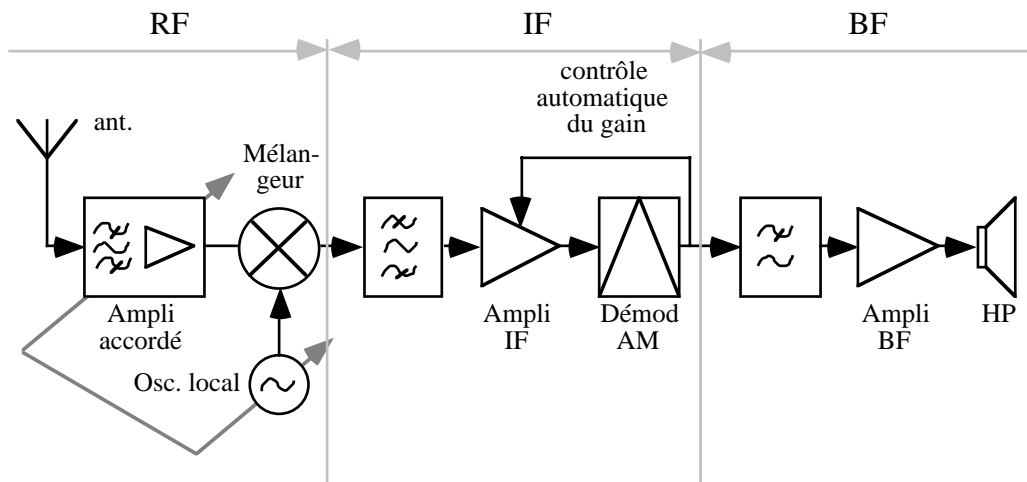 RF
IF
BF
contrôle
automatique
du gain
ant.
Mélan-
geur
Ampli
accordé
Osc. local
Ampli
IF
Démod
AM
Ampli
BF
HP